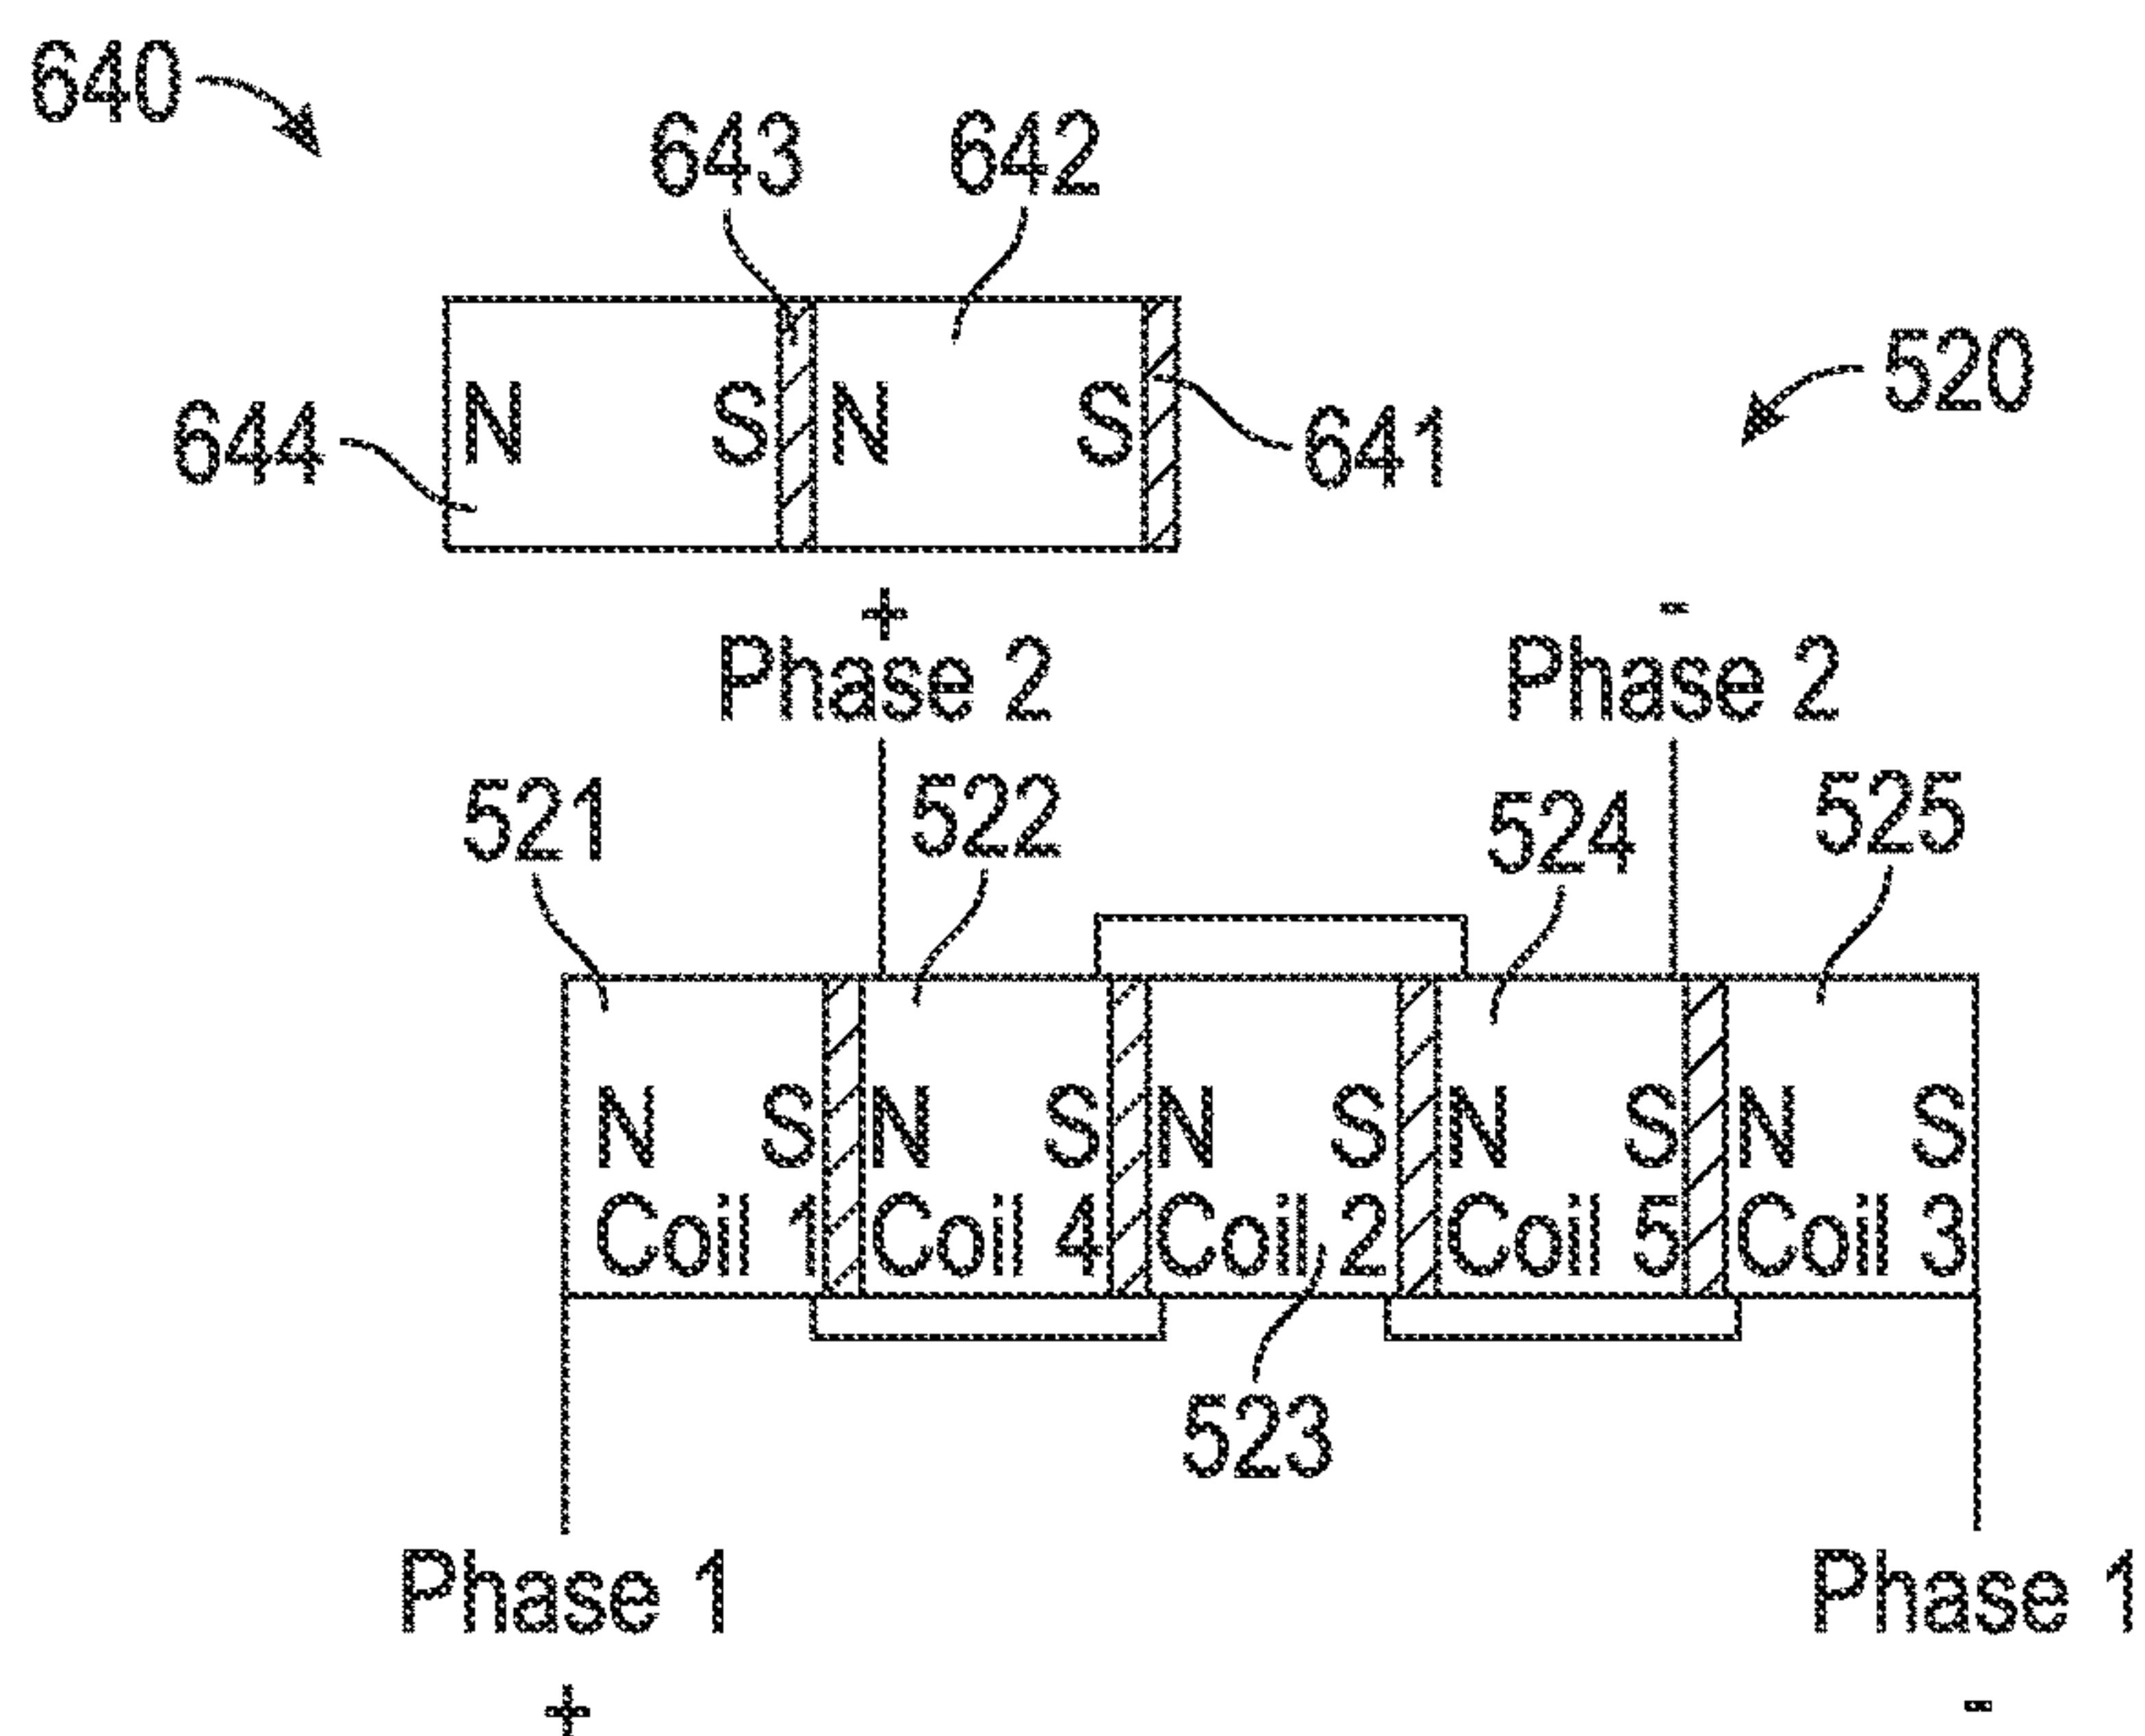 640
643 642
520
644 N S N S 641
+ -
Phase 2 Phase 2
521 522 524 525
N S N S N S N S N S
Coil 1 Coil 4 Coil 2 Coil 5 Coil 3
523
Phase 1 Phase 1
+ -